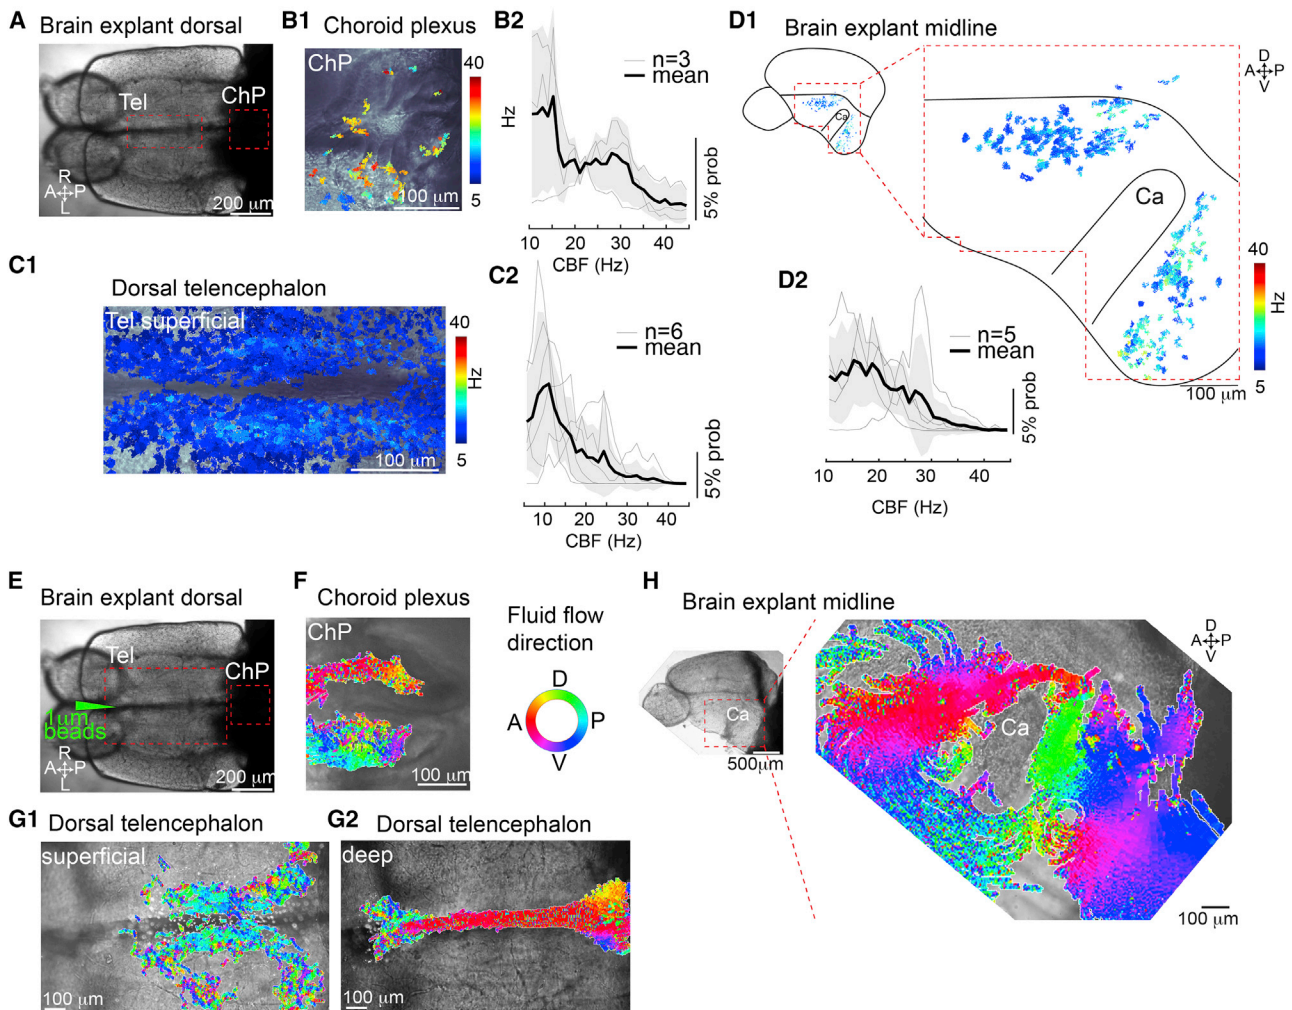 A
Brain explant dorsal
Tel
ChP
R
A P
L
200 µm
B1
Choroid plexus
ChP
40
Hz
5
100 µm
B2
n=3
mean
5% prob
10 20 30 40
CBF (Hz)
C1
Dorsal telencephalon
Tel superficial
40
Hz
5
100 µm
C2
n=6
mean
5% prob
10 20 30 40
CBF (Hz)
D1
Brain explant midline
Ca
D
A P
V
Ca
40
Hz
5
100 µm
D2
n=5
mean
5% prob
10 20 30 40
CBF (Hz)
E
Brain explant dorsal
Tel
ChP
1µm
beads
R
A P
L
200 µm
F
Choroid plexus
ChP
100 µm
Fluid flow
direction
D
A P
V
G1 Dorsal telencephalon
superficial
100 µm
G2 Dorsal telencephalon
deep
100 µm
H
Brain explant midline
Ca
500µm
D
A P
V
Ca
100 µm